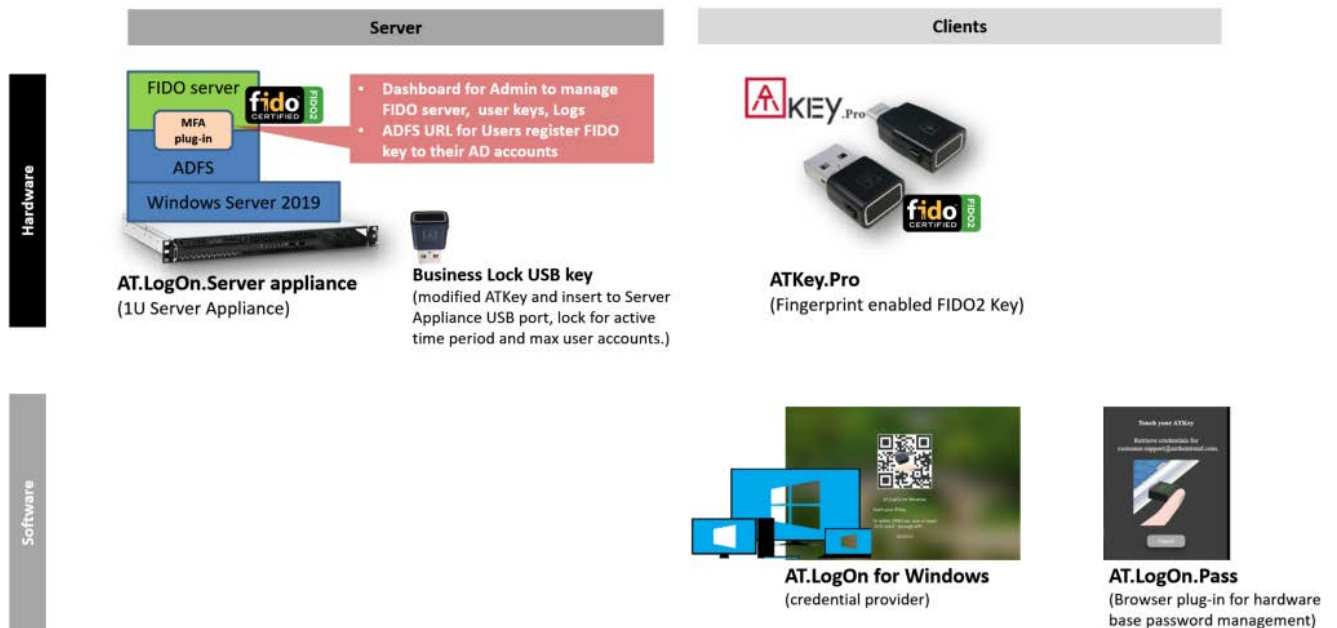 Server
Clients
Hardware
FIDO server
fido
CERTIFIED
FIDO2
MFA
plug-in
ADFS
Windows Server 2019
• Dashboard for Admin to manage
FIDO server, user keys, Logs
• ADFS URL for Users register FIDO
key to their AD accounts
AT.LogOn.Server appliance
(1U Server Appliance)
Business Lock USB key
(modified ATKey and insert to Server
Appliance USB port, lock for active
time period and max user accounts.)
ATKEY.Pro
fido
CERTIFIED
FIDO2
ATKey.Pro
(Fingerprint enabled FIDO2 Key)
Software
AT.LogOn for Windows
(credential provider)
Touch your ATKey
Retrieve credentials for
AT.LogOn.Pass
(Browser plug-in for hardware
base password management)